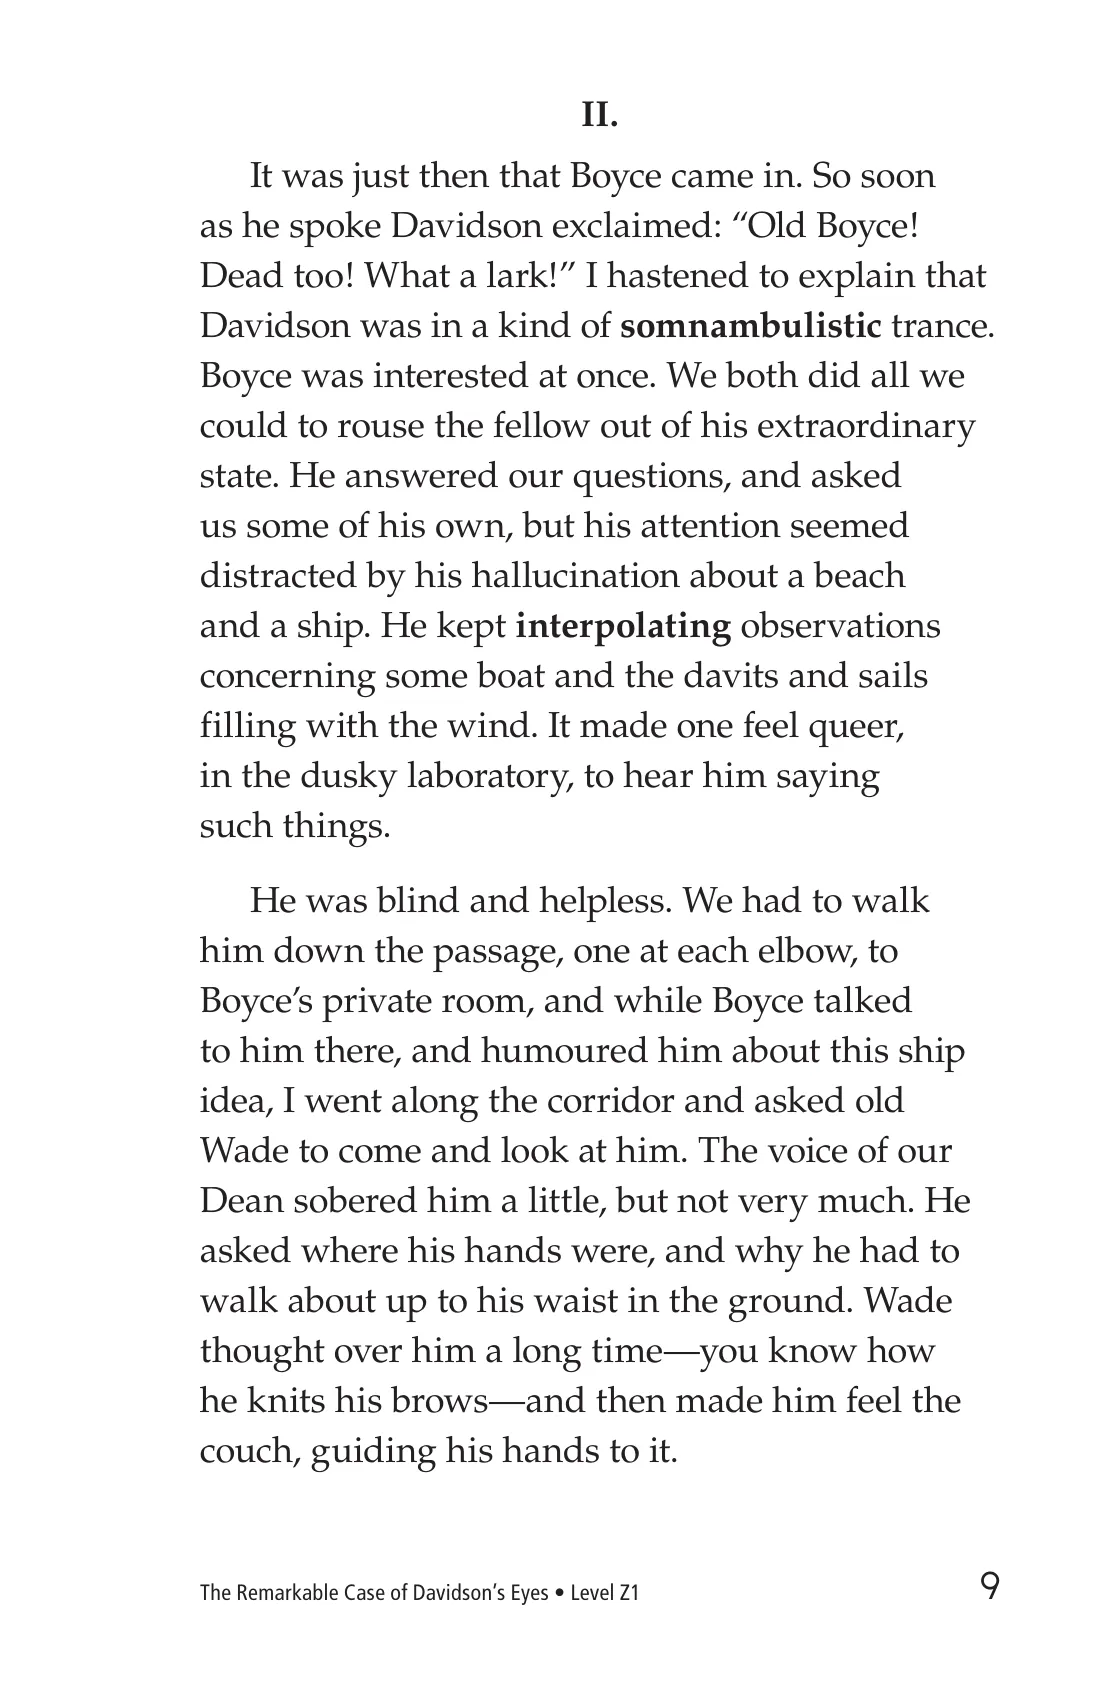 II.
It was just then that Boyce came in. So soon
as he spoke Davidson exclaimed: “Old Boyce!
Dead too! What a lark!” I hastened to explain that
Davidson was in a kind of somnambulistic trance.
Boyce was interested at once. We both did all we
could to rouse the fellow out of his extraordinary
state. He answered our questions, and asked
us some of his own, but his attention seemed
distracted by his hallucination about a beach
and a ship. He kept interpolating observations
concerning some boat and the davits and sails
filling with the wind. It made one feel queer,
in the dusky laboratory, to hear him saying
such things.
He was blind and helpless. We had to walk
him down the passage, one at each elbow, to
Boyce’s private room, and while Boyce talked
to him there, and humoured him about this ship
idea, I went along the corridor and asked old
Wade to come and look at him. The voice of our
Dean sobered him a little, but not very much. He
asked where his hands were, and why he had to
walk about up to his waist in the ground. Wade
thought over him a long time—you know how
he knits his brows—and then made him feel the
couch, guiding his hands to it.
The Remarkable Case of Davidson’s Eyes • Level Z1
9